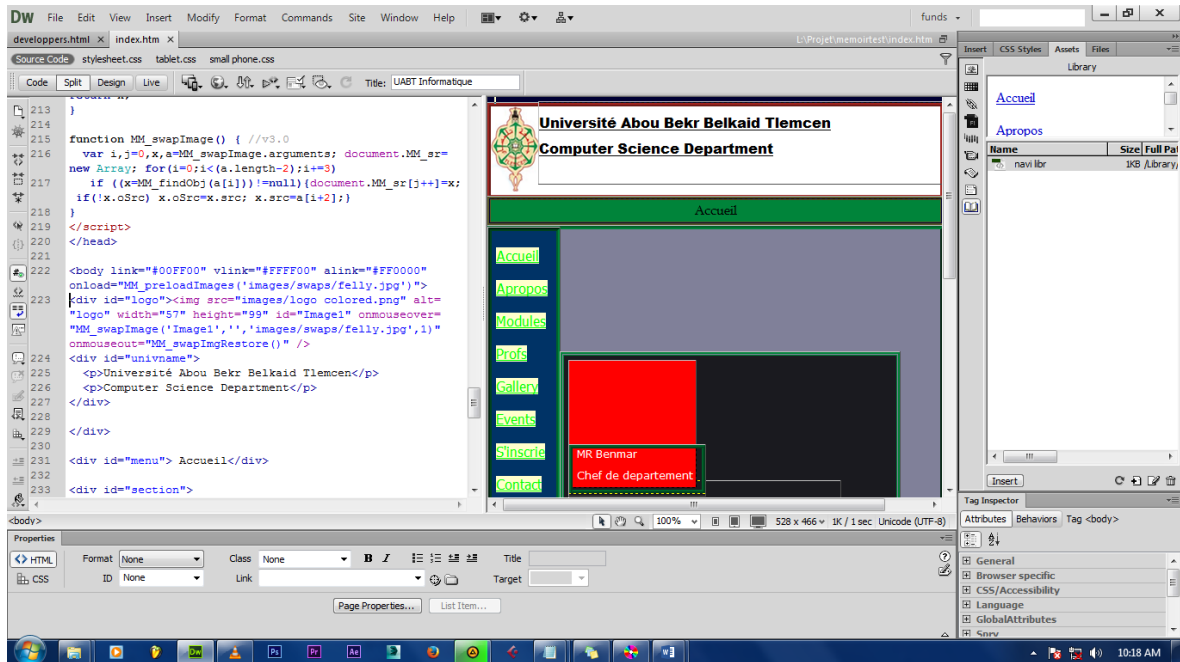 DW File Edit View Insert Modify Format Commands Site Window Help funds
developpers.html × index.htm × L:\Projet\memoirtest\index.htm
Source Code stylesheet.css tablet.css small phone.css
Code Split Design Live Title: UABT Informatique
213 }
214
215 function MM_swapImage() { //v3.0
216 var i,j=0,x,a=MM_swapImage.arguments; document.MM_sr=
new Array; for(i=0;i<(a.length-2);i+=3)
217 if ((x=MM_findObj(a[i]))!=null){document.MM_sr[j++]=x;
if(!x.oSrc) x.oSrc=x.src; x.src=a[i+2];}
218 }
219 </script>
220 </head>
221
222 <body link="#00FF00" vlink="#FFFF00" alink="#FF0000"
onload="MM_preloadImages('images/swaps/felly.jpg')">
223 <div id="logo"><img src="images/logo colored.png" alt=
"logo" width="57" height="99" id="Image1" onmouseover=
"MM_swapImage('Image1','','images/swaps/felly.jpg',1)"
onmouseout="MM_swapImgRestore()" />
224 <div id="univname">
225 <p>Université Abou Bekr Belkaid Tlemcen</p>
226 <p>Computer Science Department</p>
227 </div>
228
229 </div>
230
231 <div id="menu"> Accueil</div>
232
233 <div id="section">
Université Abou Bekr Belkaid Tlemcen
Computer Science Department
Accueil
Accueil
Apropos
Modules
Profs
Gallery
Events
S'inscrie
Contact
MR Benmar
Chef de departement
Insert CSS Styles Assets Files
Library
Accueil
Apropos
Name Size Full Pat
navi libr 1KB /Library/
Insert
<body> 100% 528 x 466 1K / 1 sec Unicode (UTF-8)
Tag Inspector
Attributes Behaviors Tag <body>
General
Browser specific
CSS/Accessibility
Language
GlobalAttributes
Spry
Properties
HTML Format None Class None B I Title
CSS ID None Link Target
Page Properties... List Item...
Dw Ps Pr Ae 10:18 AM